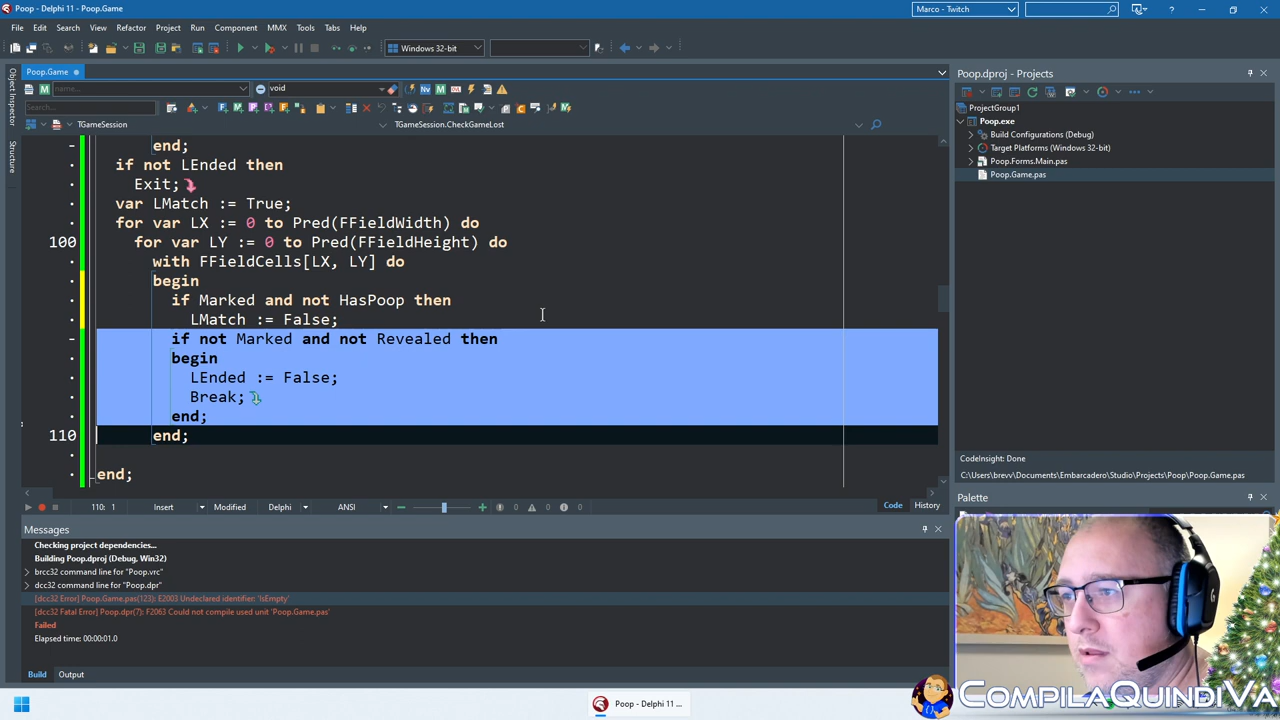 Poop - Delphi 11 - Poop.Game
Marco - Twitch
File Edit Search View Refactor Project Run Component MMX Tools Tabs Help
Windows 32-bit
Poop.Game
Object Inspector
Structure
name...
void
Search...
TGameSession
TGameSession.CheckGameLost
end;
if not LEnded then
Exit;
var LMatch := True;
for var LX := 0 to Pred(FFieldWidth) do
100 for var LY := 0 to Pred(FFieldHeight) do
with FFieldCells[LX, LY] do
begin
if Marked and not HasPoop then
LMatch := False;
if not Marked and not Revealed then
begin
LEnded := False;
Break;
end;
110 end;
end;
110: 1 Insert Modified Delphi ANSI 0 0 0
Code History
Messages
Checking project dependencies...
Building Poop.dproj (Debug, Win32)
brcc32 command line for "Poop.vrc"
dcc32 command line for "Poop.dpr"
[dcc32 Error] Poop.Game.pas(123): E2003 Undeclared identifier: 'IsEmpty'
[dcc32 Fatal Error] Poop.dpr(7): F2063 Could not compile used unit 'Poop.Game.pas'
Failed
Elapsed time: 00:00:01.0
Build Output
Poop.dproj - Projects
ProjectGroup1
Poop.exe
Build Configurations (Debug)
Target Platforms (Windows 32-bit)
Poop.Forms.Main.pas
Poop.Game.pas
CodeInsight: Done
C:\Users\brevv\Documents\Embarcadero\Studio\Projects\Poop\Poop.Game.pas
Palette
COMPILAQUINDIVA
Poop - Delphi 11 ...